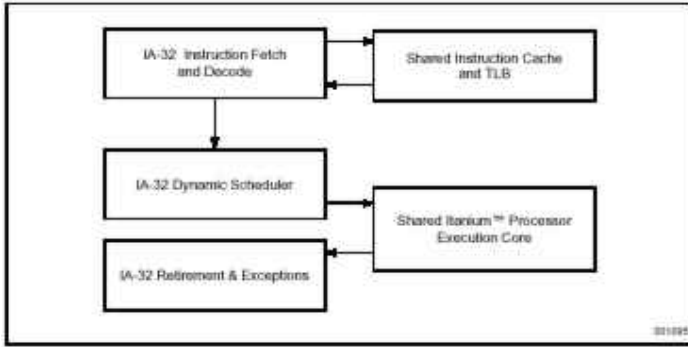 IA-32 Instruction Fetch
and Decode
Shared Instruction Cache
and TLB
IA-32 Dynamic Scheduler
Shared Itanium™ Processor
Execution Core
IA-32 Retirement & Exceptions